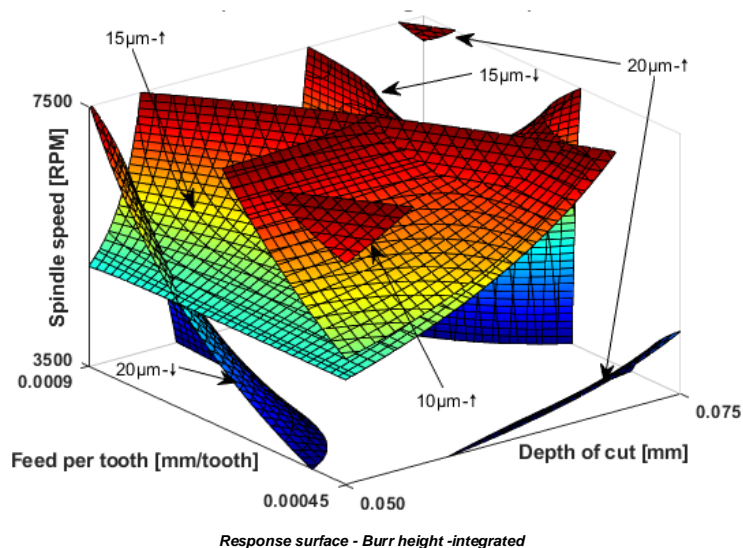 15µm-↑
15µm-↓
20µm-↑
7500
Spindle speed [RPM]
3500
0.0009
20µm-↓
10µm-↑
0.075
Feed per tooth [mm/tooth]
Depth of cut [mm]
0.00045
0.050
Response surface - Burr height -integrated